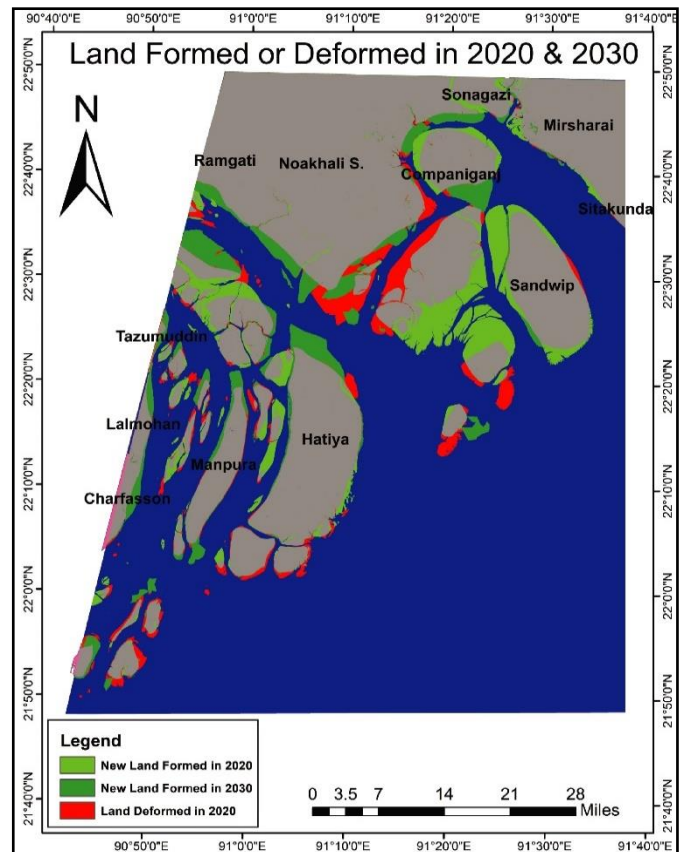 90°40'0"E 90°50'0"E 91°0'0"E 91°10'0"E 91°20'0"E 91°30'0"E 91°40'0"E
Land Formed or Deformed in 2020 & 2030
22°50'0"N 22°50'0"N
Sonagazi
N
Mirsharai
Ramgati
Noakhali S.
Companiganj
22°40'0"N 22°40'0"N
Sitakunda
22°30'0"N 22°30'0"N
Sandwip
Tazumuddin
22°20'0"N 22°20'0"N
Lalmohan
Hatiya
Manpura
22°10'0"N 22°10'0"N
Charfasson
22°0'0"N 22°0'0"N
21°50'0"N 21°50'0"N
Legend
New Land Formed in 2020
New Land Formed in 2030
Land Deformed in 2020
0 3.5 7 14 21 28
Miles
21°40'0"N 21°40'0"N
90°50'0"E 91°0'0"E 91°10'0"E 91°20'0"E 91°30'0"E 91°40'0"E